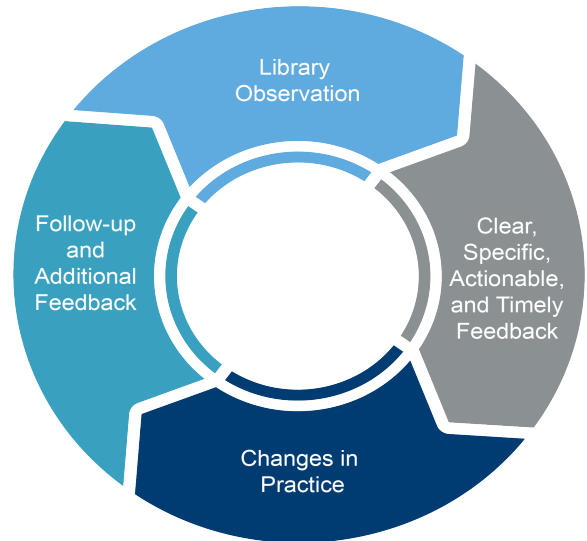 Library
Observation
Clear,
Specific,
Actionable,
and Timely
Feedback
Changes in
Practice
Follow-up
and
Additional
Feedback